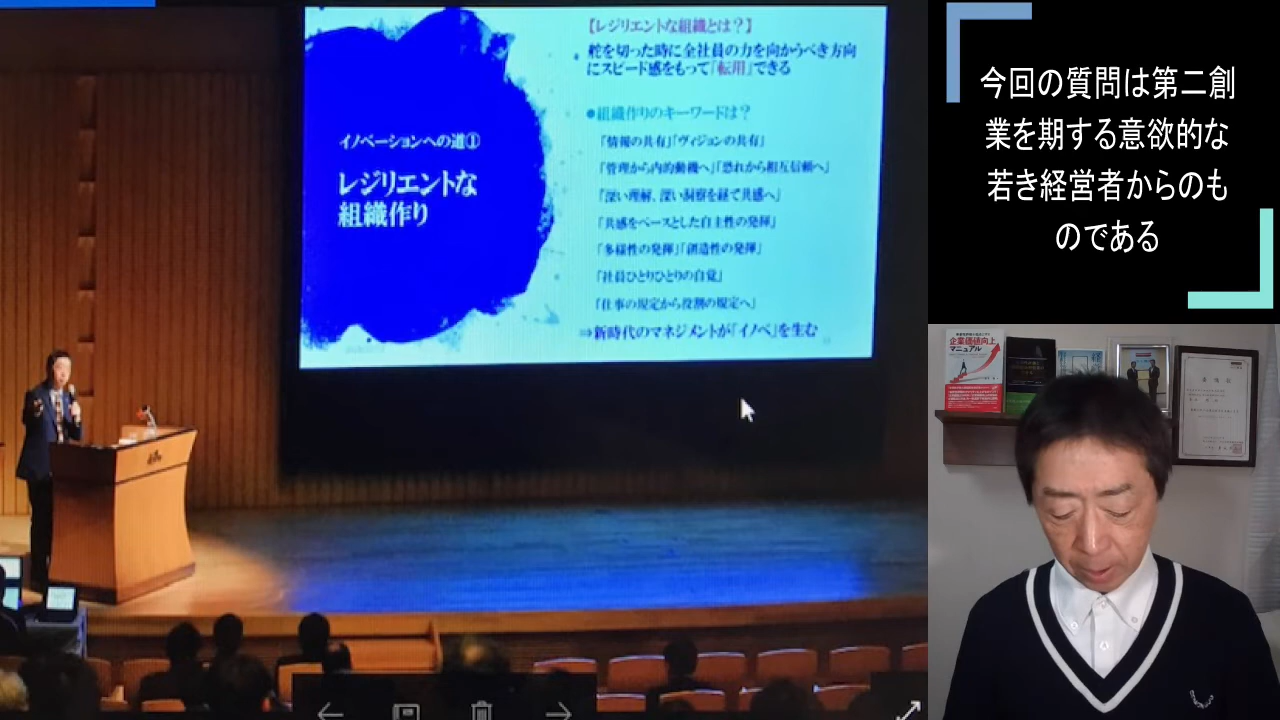 イノベーションへの道①
レジリエントな
組織作り
【レジリエントな組織とは？】
舵を切った時に全社員の力を向かうべき方向
にスピード感をもって「転用」できる
●組織作りのキーワードは？
「情報の共有」「ヴィジョンの共有」
「管理から内的動機へ」「恐れから相互信頼へ」
「深い理解、深い洞察を経て共感へ」
「共感をベースとした自主性の発揮」
「多様性の発揮」「創造性の発揮」
「社員ひとりひとりの自覚」
「仕事の規定から役割の規定へ」
⇒新時代のマネジメントが「イノベ」を生む
今回の質問は第二創
業を期する意欲的な
若き経営者からのも
のである
企業価値向上
マニュアル